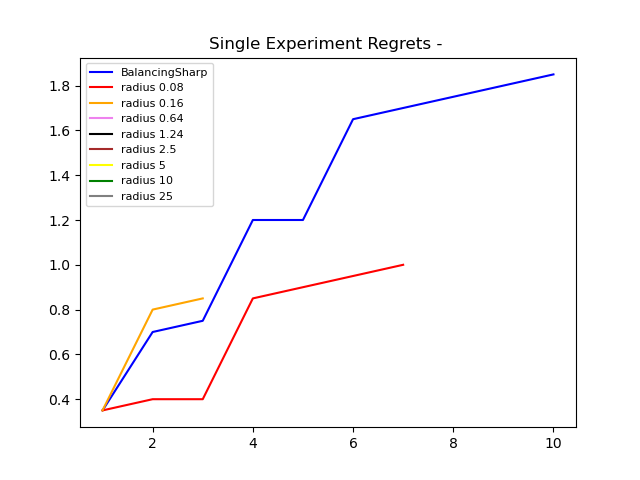 Single Experiment Regrets -
BalancingSharp
radius 0.08
radius 0.16
radius 0.64
radius 1.24
radius 2.5
radius 5
radius 10
radius 25
1.8
1.6
1.4
1.2
1.0
0.8
0.6
0.4
2 4 6 8 10